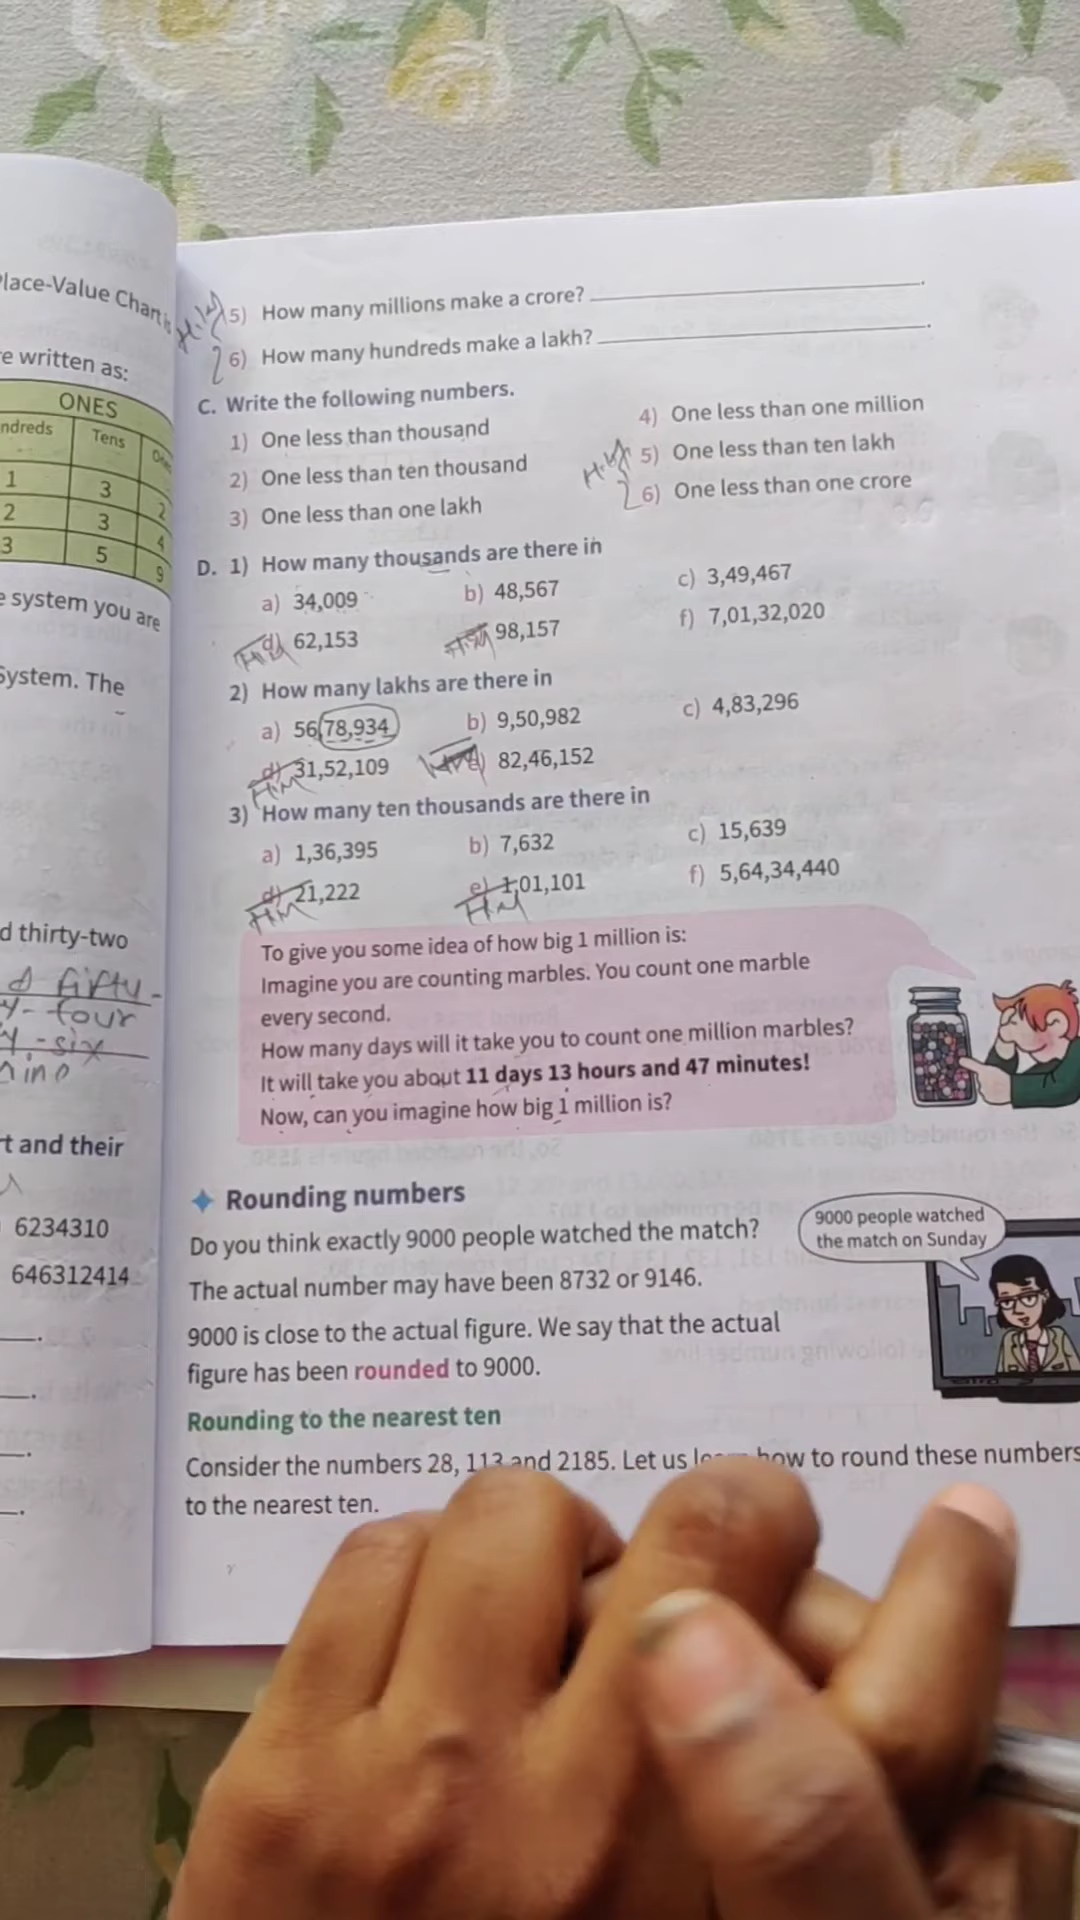 Place-Value Chart is
e written as:
ONES
ndreds Tens Ones
1 3 2
2 3 4
3 5 9
e system you are
System. The
d thirty-two
fifty-
y-four
y-six
nine
t and their
6234310
646312414
5) How many millions make a crore?
6) How many hundreds make a lakh?
C. Write the following numbers.
1) One less than thousand
2) One less than ten thousand
3) One less than one lakh
4) One less than one million
H.W 5) One less than ten lakh
6) One less than one crore
D. 1) How many thousands are there in
a) 34,009 b) 48,567 c) 3,49,467
d) 62,153 98,157 f) 7,01,32,020
2) How many lakhs are there in
a) 56,78,934 b) 9,50,982 c) 4,83,296
d) 31,52,109 e) 82,46,152
3) How many ten thousands are there in
a) 1,36,395 b) 7,632 c) 15,639
d) 21,222 e) 1,01,101 f) 5,64,34,440
To give you some idea of how big 1 million is:
Imagine you are counting marbles. You count one marble
every second.
How many days will it take you to count one million marbles?
It will take you about 11 days 13 hours and 47 minutes!
Now, can you imagine how big 1 million is?
Rounding numbers
Do you think exactly 9000 people watched the match?
The actual number may have been 8732 or 9146.
9000 is close to the actual figure. We say that the actual
figure has been rounded to 9000.
9000 people watched
the match on Sunday
Rounding to the nearest ten
Consider the numbers 28, 113 and 2185. Let us learn how to round these numbers
to the nearest ten.